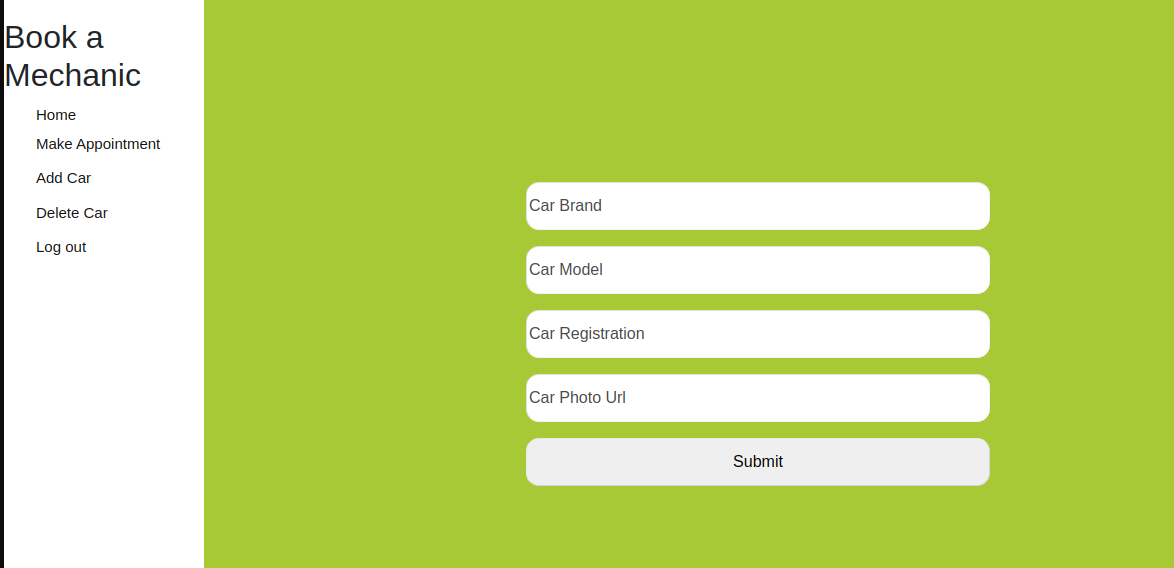 Book a
Mechanic
Home
Make Appointment
Add Car
Delete Car
Log out
Car Brand
Car Model
Car Registration
Car Photo Url
Submit